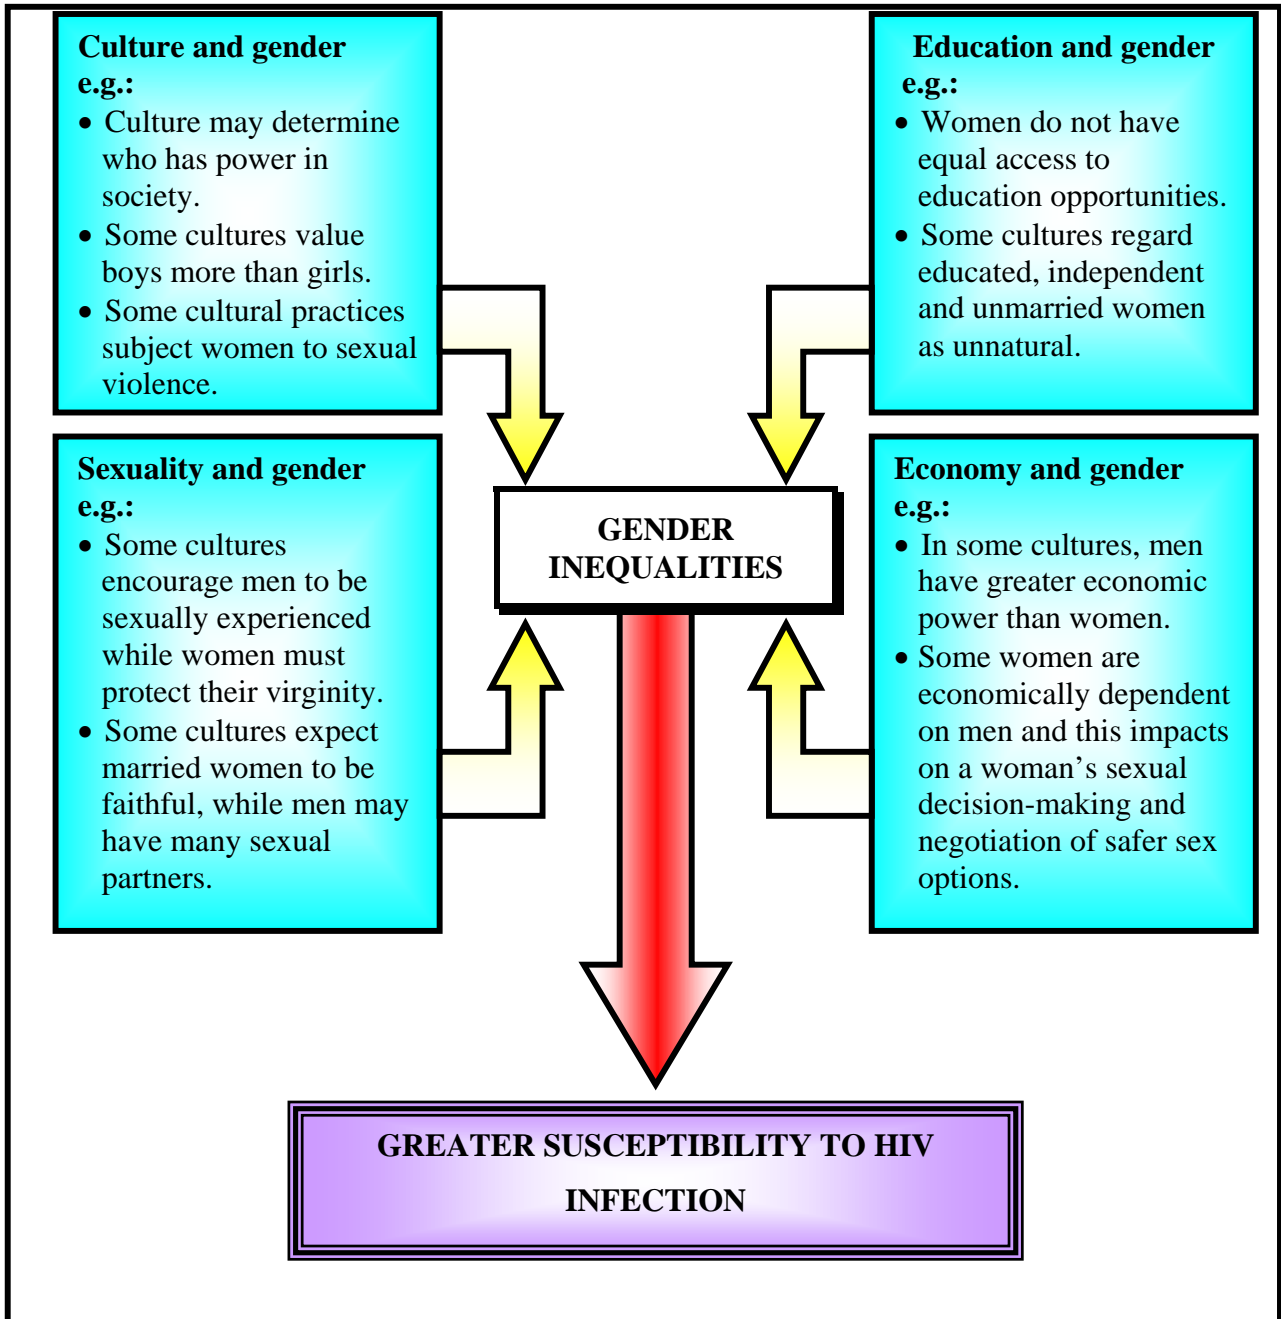 Culture and gender
e.g.:
• Culture may determine
who has power in
society.
• Some cultures value
boys more than girls.
• Some cultural practices
subject women to sexual
violence.
Education and gender
e.g.:
• Women do not have
equal access to
education opportunities.
• Some cultures regard
educated, independent
and unmarried women
as unnatural.
Sexuality and gender
e.g.:
• Some cultures
encourage men to be
sexually experienced
while women must
protect their virginity.
• Some cultures expect
married women to be
faithful, while men may
have many sexual
partners.
GENDER
INEQUALITIES
Economy and gender
e.g.:
• In some cultures, men
have greater economic
power than women.
• Some women are
economically dependent
on men and this impacts
on a woman’s sexual
decision-making and
negotiation of safer sex
options.
GREATER SUSCEPTIBILITY TO HIV
INFECTION